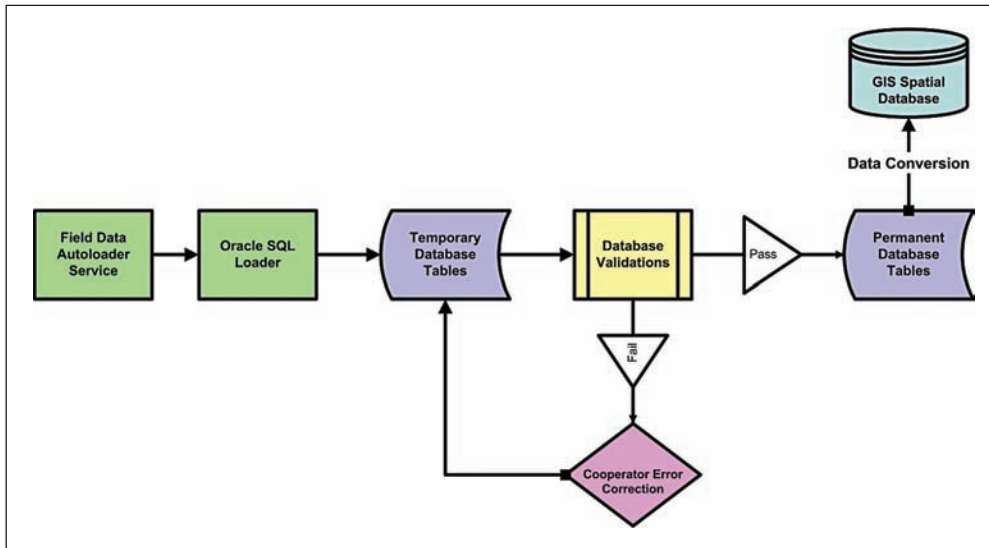 GIS Spatial
Database
Data Conversion
Field Data
Autoloader
Service
Oracle SQL
Loader
Temporary
Database
Tables
Database
Validations
Pass
Permanent
Database
Tables
Fail
Cooperator Error
Correction